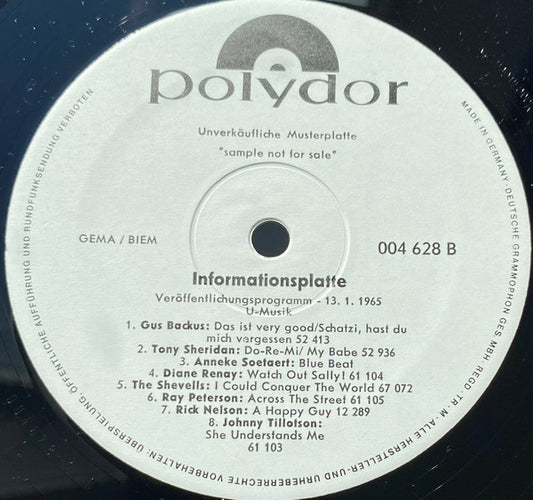 polydor
Unverkäufliche Musterplatte
"sample not for sale"
GEMA / BIEM
004 628 B
Informationsplatte
Veröffentlichungsprogramm - 13. 1. 1965
U-Musik
1. Gus Backus: Das ist very good/Schatzi, hast du
mich vergessen 52 413
2. Tony Sheridan: Do-Re-Mi/ My Babe 52 936
3. Anneke Soetaert: Blue Beat
4. Diane Renay: Watch Out Sally! 61 104
5. The Shevells: I Could Conquer The World 67 072
6. Ray Peterson: Across The Street 61 105
7. Rick Nelson: A Happy Guy 12 289
8. Johnny Tillotson:
She Understands Me
61 103
MADE IN GERMANY · DEUTSCHE GRAMMOPHON GES. MBH. REGD. TR. M. · ALLE HERSTELLER- UND URHEBERRECHTE VORBEHALTEN: ÜBERSPIELUNG, ÖFFENTLICHE AUFFÜHRUNG UND RUNDFUNKSENDUNG VERBOTEN